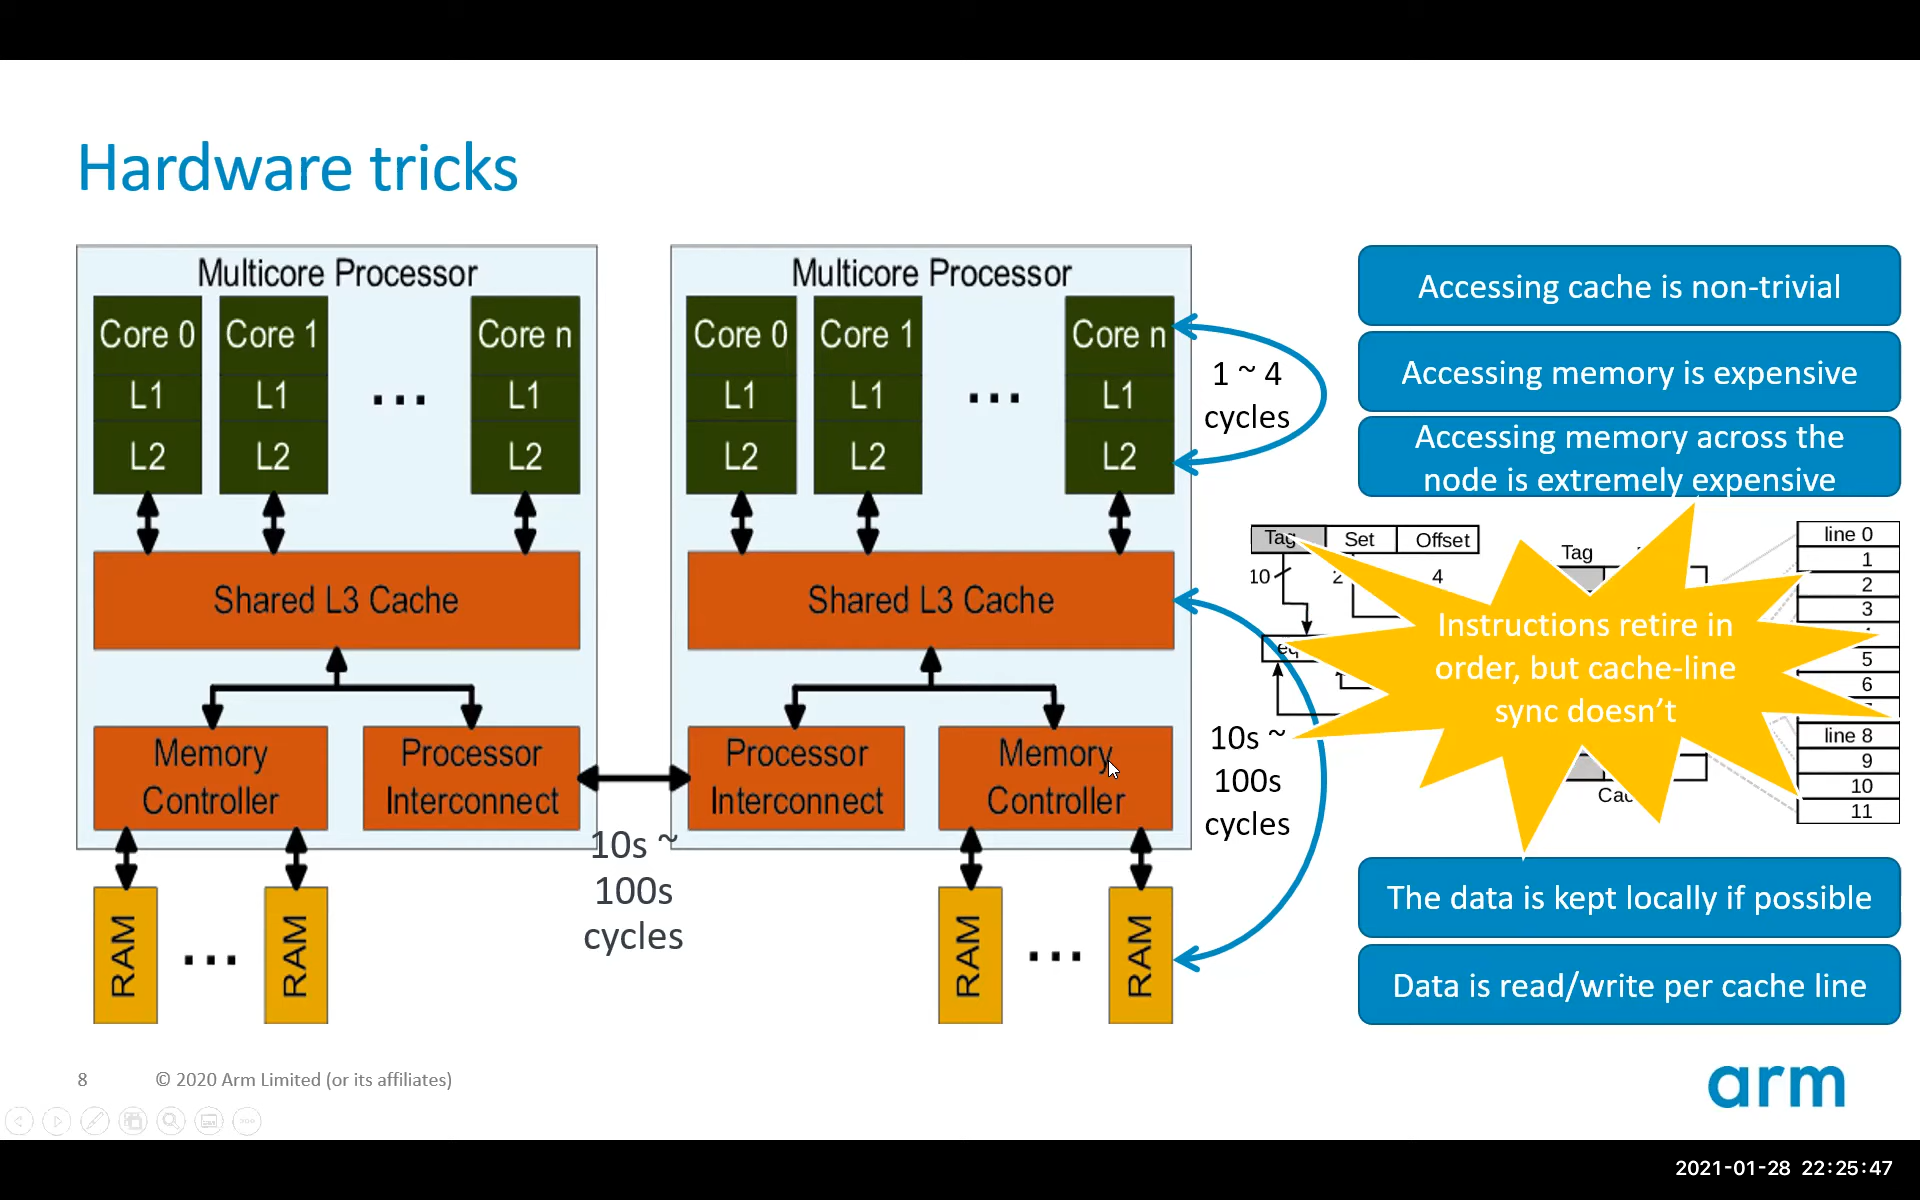 Hardware tricks
Multicore Processor
Core 0
L1
L2
Core 1
L1
L2
...
Core n
L1
L2
Shared L3 Cache
Memory
Controller
Processor
Interconnect
RAM
...
RAM
10s ~
100s
cycles
Multicore Processor
Core 0
L1
L2
Core 1
L1
L2
...
Core n
L1
L2
Shared L3 Cache
Processor
Interconnect
Memory
Controller
RAM
...
RAM
1 ~ 4
cycles
10s ~
100s
cycles
Accessing cache is non-trivial
Accessing memory is expensive
Accessing memory across the
node is extremely expensive
Tag Set Offset
10 2 4
Tag
line 0
1
2
3
5
6
line 8
9
10
11
Instructions retire in
order, but cache-line
sync doesn’t
The data is kept locally if possible
Data is read/write per cache line
8 © 2020 Arm Limited (or its affiliates)
arm
2021-01-28 22:25:47